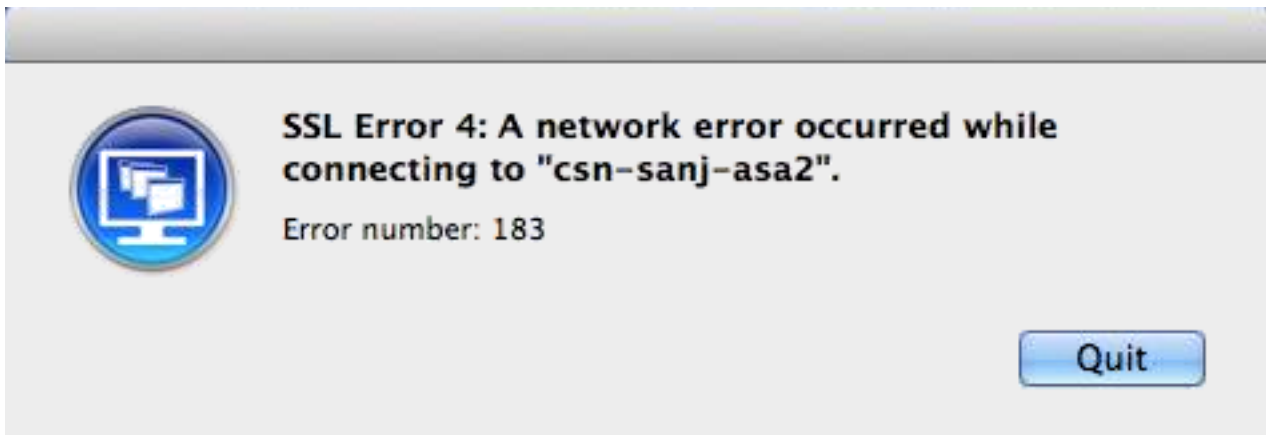 SSL Error 4: A network error occurred while
connecting to "csn-sanj-asa2".
Error number: 183
Quit